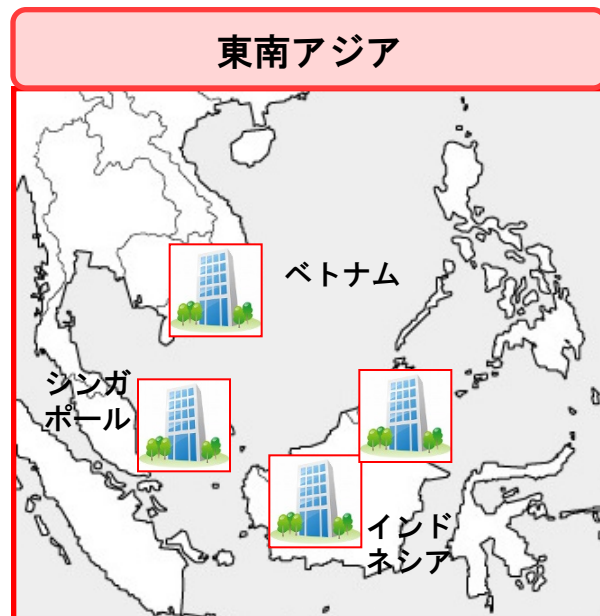 東南アジア
ベトナム
シンガ
ポール
インド
ネシア